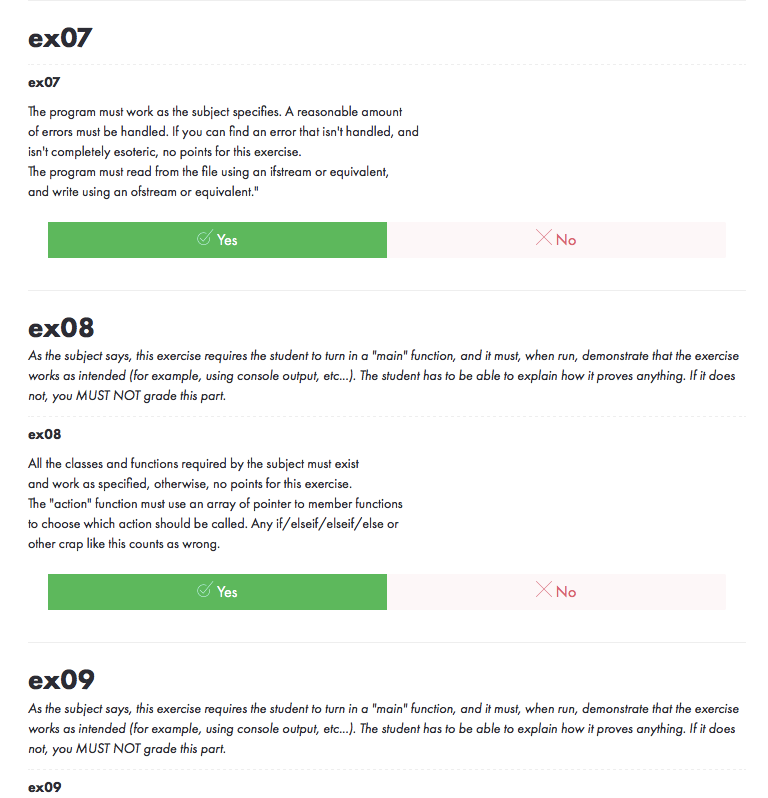 ex07
ex07
The program must work as the subject specifies. A reasonable amount
of errors must be handled. If you can find an error that isn't handled, and
isn't completely esoteric, no points for this exercise.
The program must read from the file using an ifstream or equivalent,
and write using an ofstream or equivalent."
Yes
No
ex08
As the subject says, this exercise requires the student to turn in a "main" function, and it must, when run, demonstrate that the exercise
works as intended (for example, using console output, etc...). The student has to be able to explain how it proves anything. If it does
not, you MUST NOT grade this part.
ex08
All the classes and functions required by the subject must exist
and work as specified, otherwise, no points for this exercise.
The "action" function must use an array of pointer to member functions
to choose which action should be called. Any if/elseif/elseif/else or
other crap like this counts as wrong.
Yes
No
ex09
As the subject says, this exercise requires the student to turn in a "main" function, and it must, when run, demonstrate that the exercise
works as intended (for example, using console output, etc...). The student has to be able to explain how it proves anything. If it does
not, you MUST NOT grade this part.
ex09